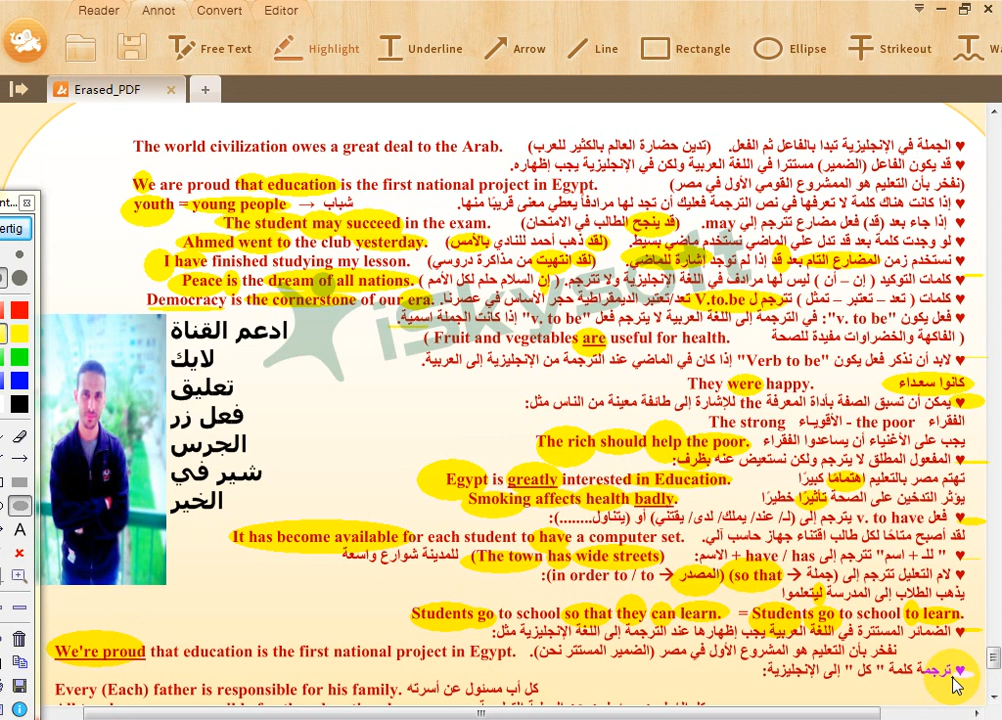 Reader Annot Convert Editor
Free Text Highlight Underline Arrow Line Rectangle Ellipse Strikeout Wa
Erased_PDF
♥ الجملة في الإنجليزية تبدا بالفاعل ثم الفعل. (تدين حضارة العالم بالكثير للعرب) The world civilization owes a great deal to the Arab.
♥ قد يكون الفاعل (الضمير) مستترا في اللغة العربية ولكن في الإنجليزية يجب إظهاره.
(نفخر بأن التعليم هو الممشروع القومي الأول في مصر) We are proud that education is the first national project in Egypt.
♥ إذا كانت هناك كلمة لا تعرفها في نص الترجمة فعليك أن تجد لها مرادفاً يعطي معنى قريبًا منها. شباب → youth = young people
♥ إذا جاء بعد (قد) فعل مضارع تترجم إلى may. (قد ينجح الطالب في الامتحان) The student may succeed in the exam.
♥ لو وجدت كلمة بعد قد تدل علي الماضي نستخدم ماضي بسيط. (لقد ذهب أحمد للنادي بالأمس) Ahmed went to the club yesterday.
♥ نستخدم زمن المضارع التام بعد قد إذا لم توجد إشارة للماضي. (لقد انتهيت من مذاكرة دروسي) I have finished studying my lesson.
♥ كلمات التوكيد ( إن – أن ) ليس لها مرادف في اللغة الإنجليزية ولا تترجم. ( إن السلام حلم لكل الأمم ) Peace is the dream of all nations.
♥ كلمات ( تعد – تعتبر – تمثل ) تترجم ل V.to.be تعد/تعتبر الديمقراطية حجر الأساس في عصرنا. Democracy is the cornerstone of our era.
♥ فعل يكون "v. to be": في الترجمة إلى اللغة العربية لا يترجم فعل "v. to be" إذا كانت الجملة اسمية
( الفاكهة والخضراوات مفيدة للصحة ( Fruit and vegetables are useful for health.
♥ لابد أن نذكر فعل يكون "Verb to be" إذا كان في الماضي عند الترجمة من الإنجليزية إلى العربية.
كانوا سعداء They were happy.
♥ يمكن أن تسبق الصفة بأداة المعرفة the للإشارة إلى طائفة معينة من الناس مثل:
الفقراء the poor - الأقوياء The strong
يجب على الأغنياء أن يساعدوا الفقراء The rich should help the poor.
♥ المفعول المطلق لا يترجم ولكن نستعيض عنه بظرف:
تهتم مصر بالتعليم اهتمامًا كبيرًا Egypt is greatly interested in Education.
يؤثر التدخين على الصحة تأثيرًا خطيرًا Smoking affects health badly.
♥ فعل v. to have يترجم إلى (لـ/ عند/ يملك/ لدى/ يقتني) أو (يتناول........):
لقد أصبح متاحًا لكل طالب اقتناء جهاز حاسب آلي. It has become available for each student to have a computer set.
♥ " للـ + اسم" تترجم إلى have / has + الاسم: (The town has wide streets) للمدينة شوارع واسعة
♥ لام التعليل تترجم إلى (جملة → so that) (المصدر → in order to / to):
يذهب الطلاب إلى المدرسة ليتعلموا
Students go to school so that they can learn. = Students go to school to learn.
♥ الضمائر المستترة في اللغة العربية يجب إظهارها عند الترجمة إلى اللغة الإنجليزية مثل:
نفخر بأن التعليم هو المشروع الأول في مصر (الضمير المستتر نحن). We're proud that education is the first national project in Egypt.
♥ ترجمة كلمة " كل " إلى الإنجليزية:
كل أب مسئول عن أسرته Every (Each) father is responsible for his family.
ادعم القناة
لايك
تعليق
فعل زر
الجرس
شير في
الخير
iSkysoft
ertig